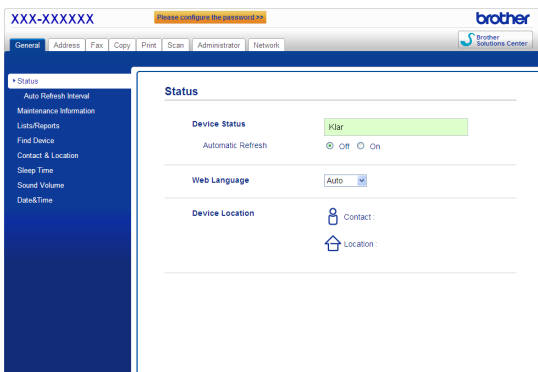 XXX-XXXXXX
Please configure the password >>
brother
General Address Fax Copy Print Scan Administrator Network
Brother
Solutions Center
Status
Auto Refresh Interval
Maintenance Information
Lists/Reports
Find Device
Contact & Location
Sleep Time
Sound Volume
Date&Time
Status
Device Status
Klar
Automatic Refresh
Off On
Web Language
Auto
Device Location
Contact :
Location :